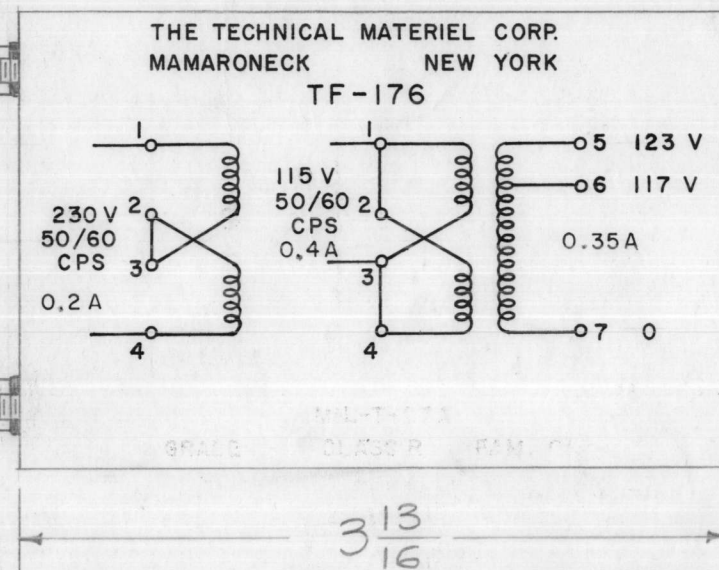 THE TECHNICAL MATERIEL CORP.
MAMARONECK NEW YORK
TF-176
1
230 V
50/60
CPS
2
3
0.2 A
4
1
115 V
50/60
CPS
0.4A
2
3
4
5 123 V
6 117 V
0.35A
7 0
CLASS R
3 13/16